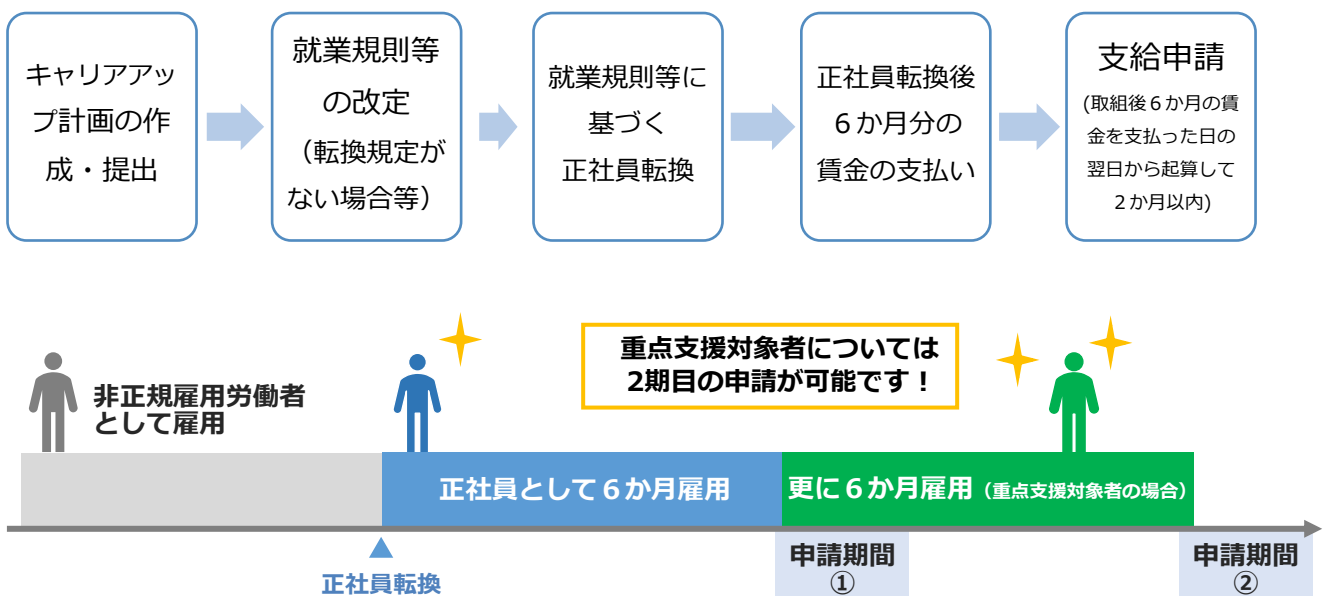 キャリアアッ
プ計画の作
成・提出
就業規則等
の改定
（転換規定が
ない場合等）
就業規則等に
基づく
正社員転換
正社員転換後
６か月分の
賃金の支払い
支給申請
(取組後６か月の賃
金を支払った日の
翌日から起算して
２か月以内)
重点支援対象者については
2期目の申請が可能です！
非正規雇用労働者
として雇用
正社員として６か月雇用
更に６か月雇用（重点支援対象者の場合）
正社員転換
申請期間
①
申請期間
②